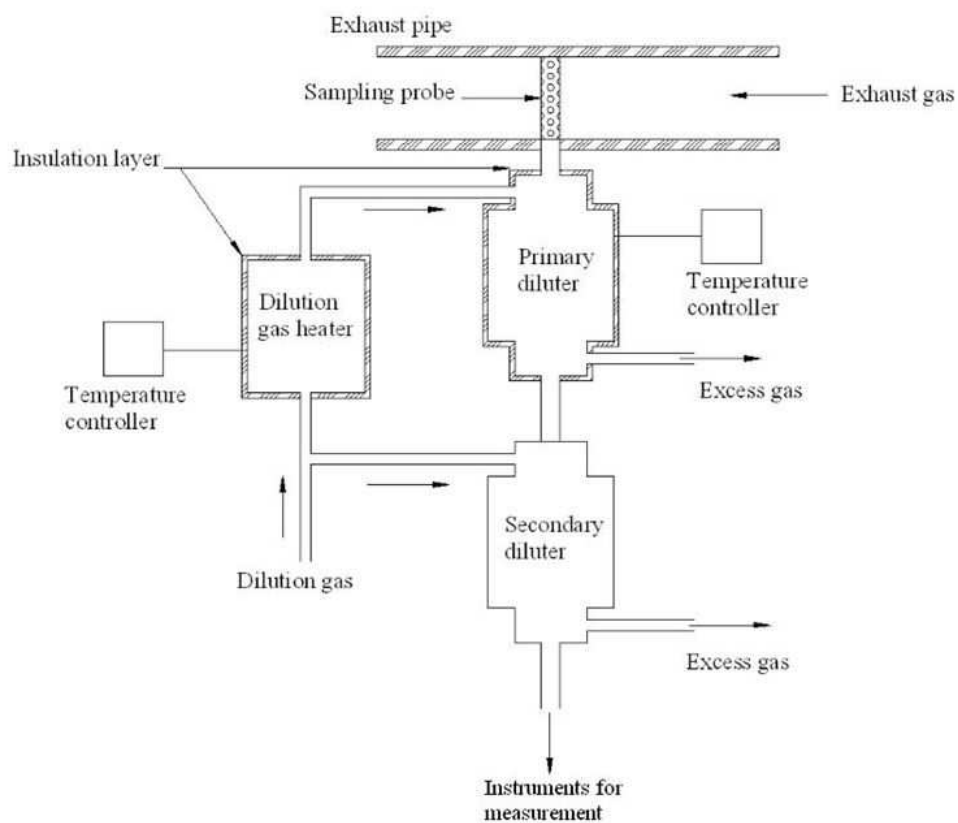 Exhaust pipe
Sampling probe
Exhaust gas
Insulation layer
Primary
diluter
Temperature
controller
Dilution
gas heater
Temperature
controller
Excess gas
Secondary
diluter
Dilution gas
Excess gas
Instruments for
measurement